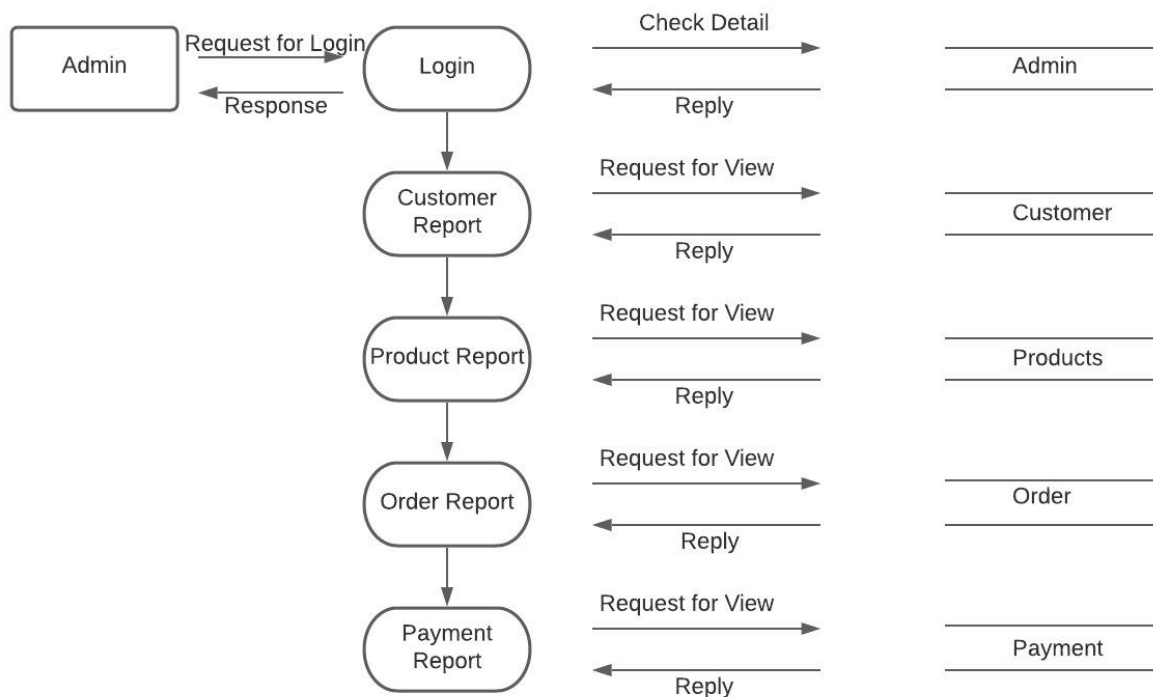 Check Detail
Request for Login
Admin
Login
Admin
Response
Reply
Request for View
Customer
Report
Customer
Reply
Request for View
Product Report
Products
Reply
Request for View
Order Report
Order
Reply
Request for View
Payment
Report
Payment
Reply